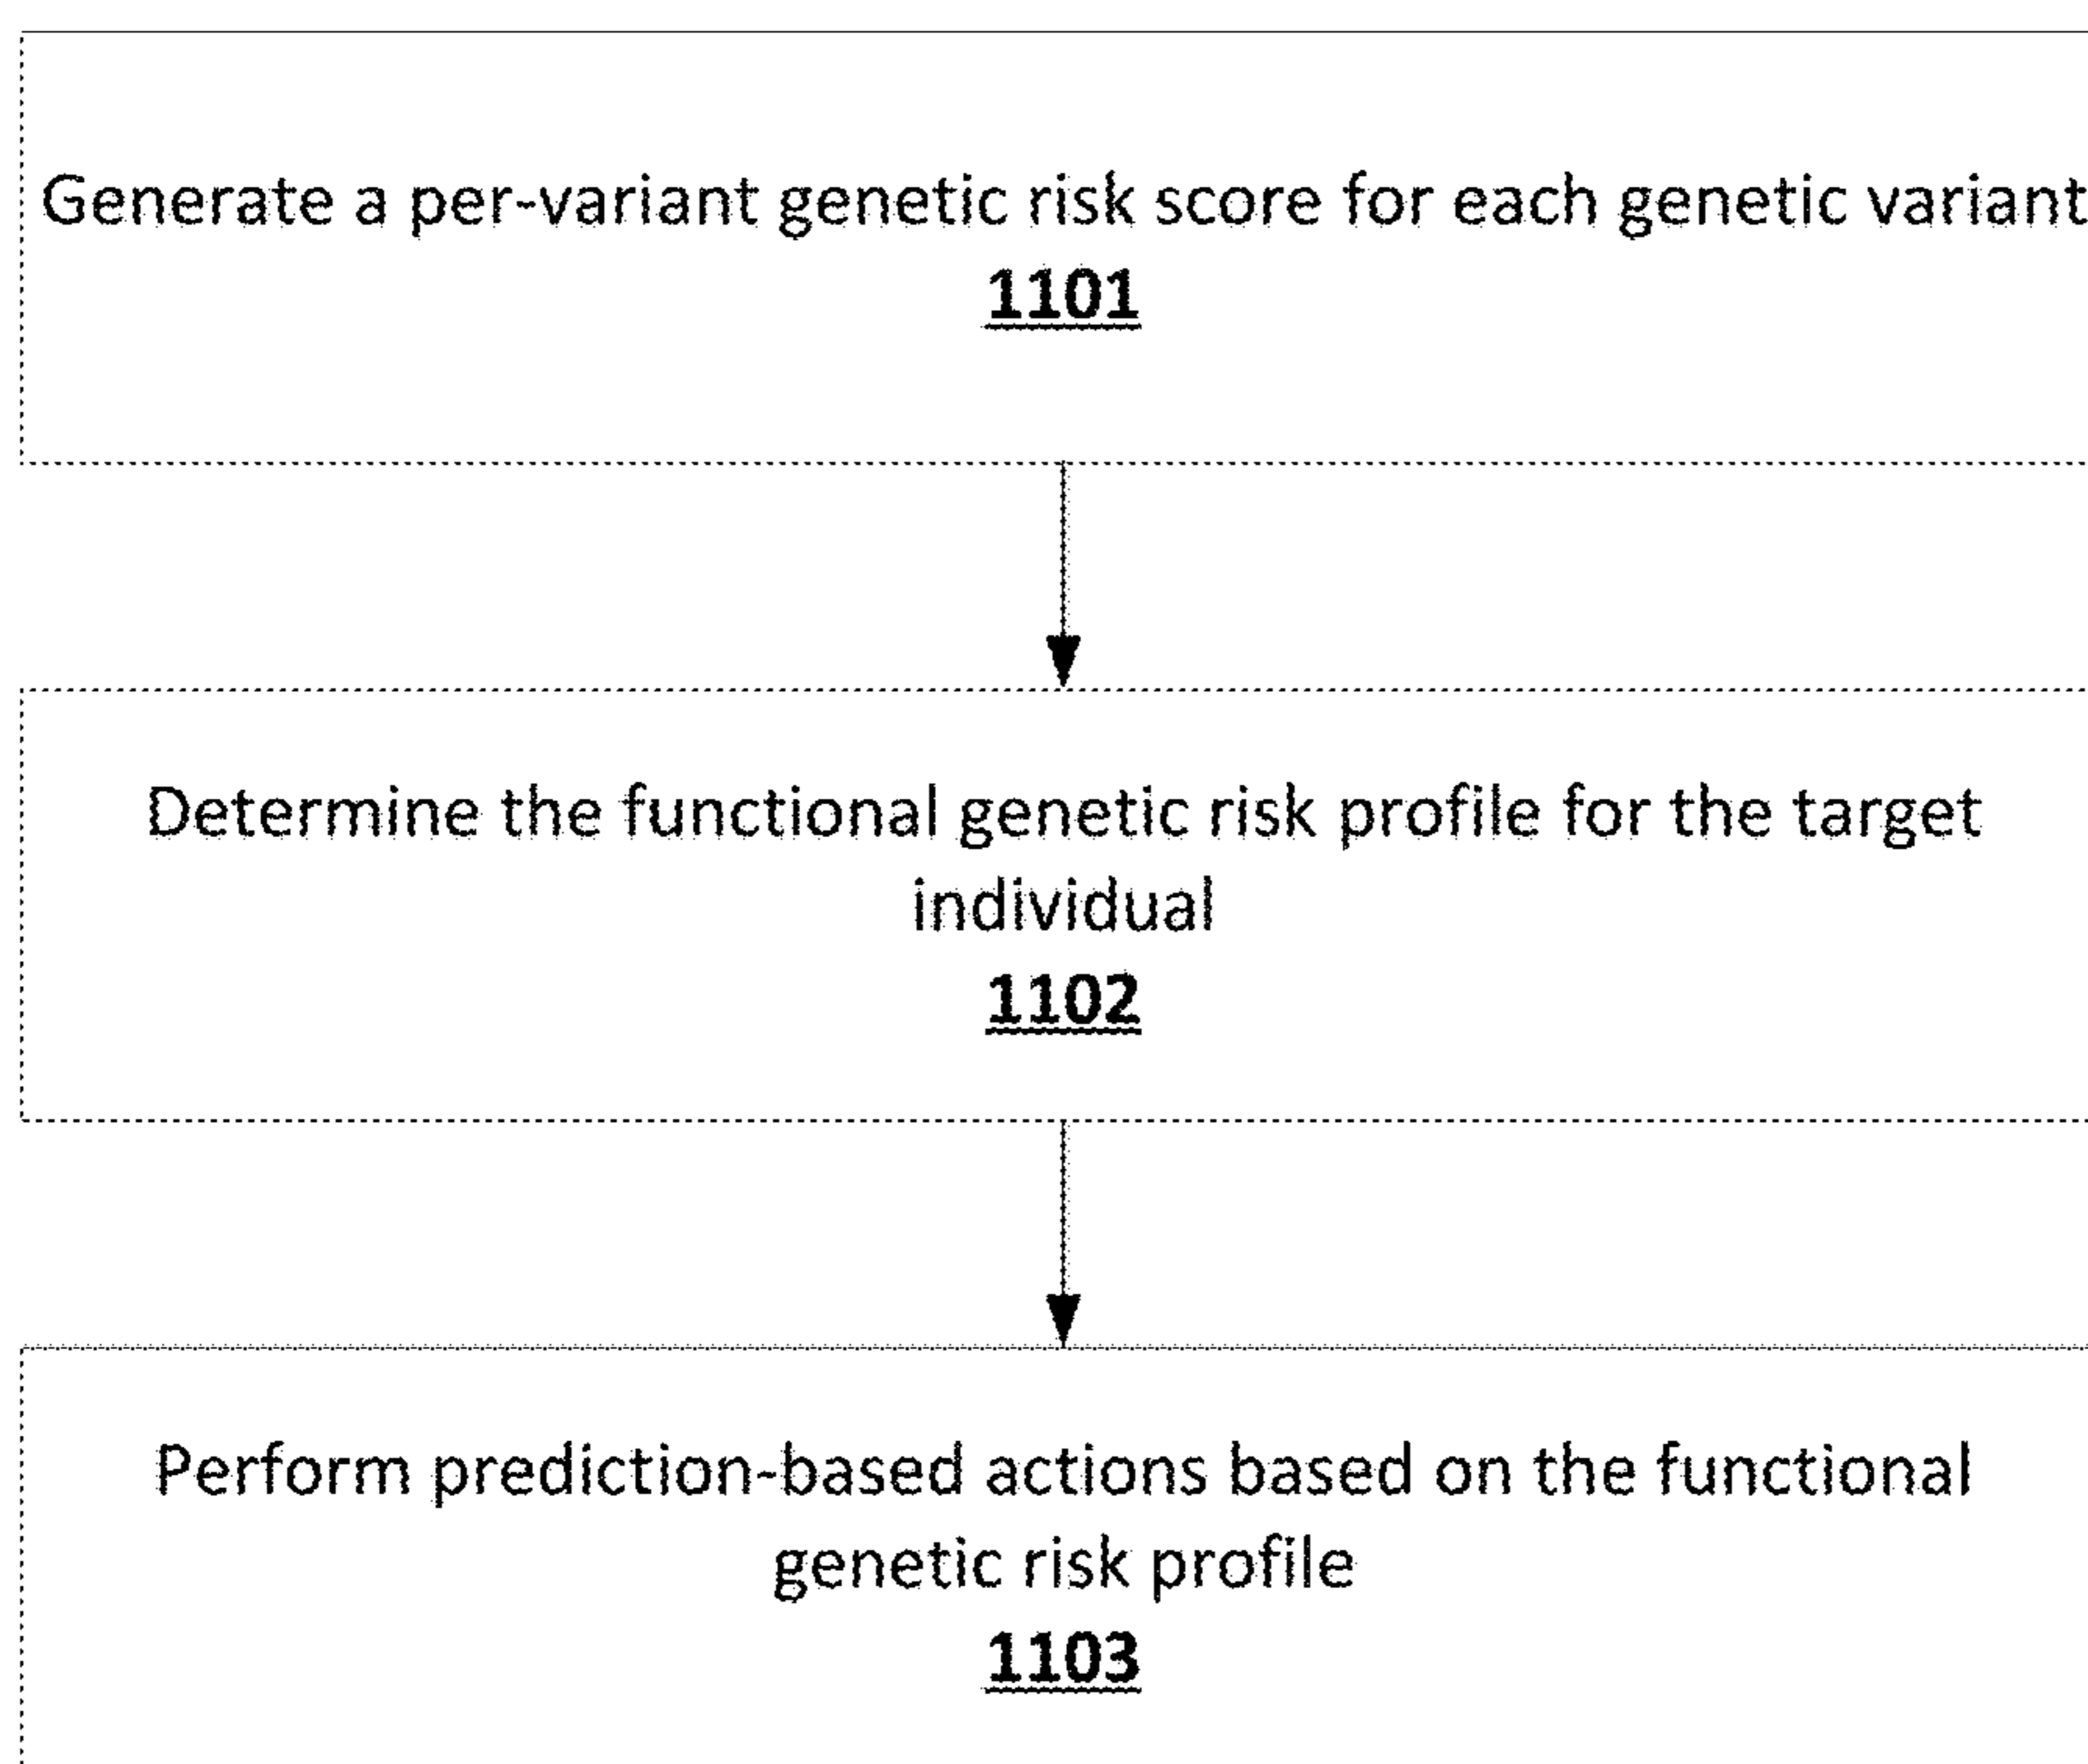 Generate a per-variant genetic risk score for each genetic variant
1101
Determine the functional genetic risk profile for the target
individual
1102
Perform prediction-based actions based on the functional
genetic risk profile
1103